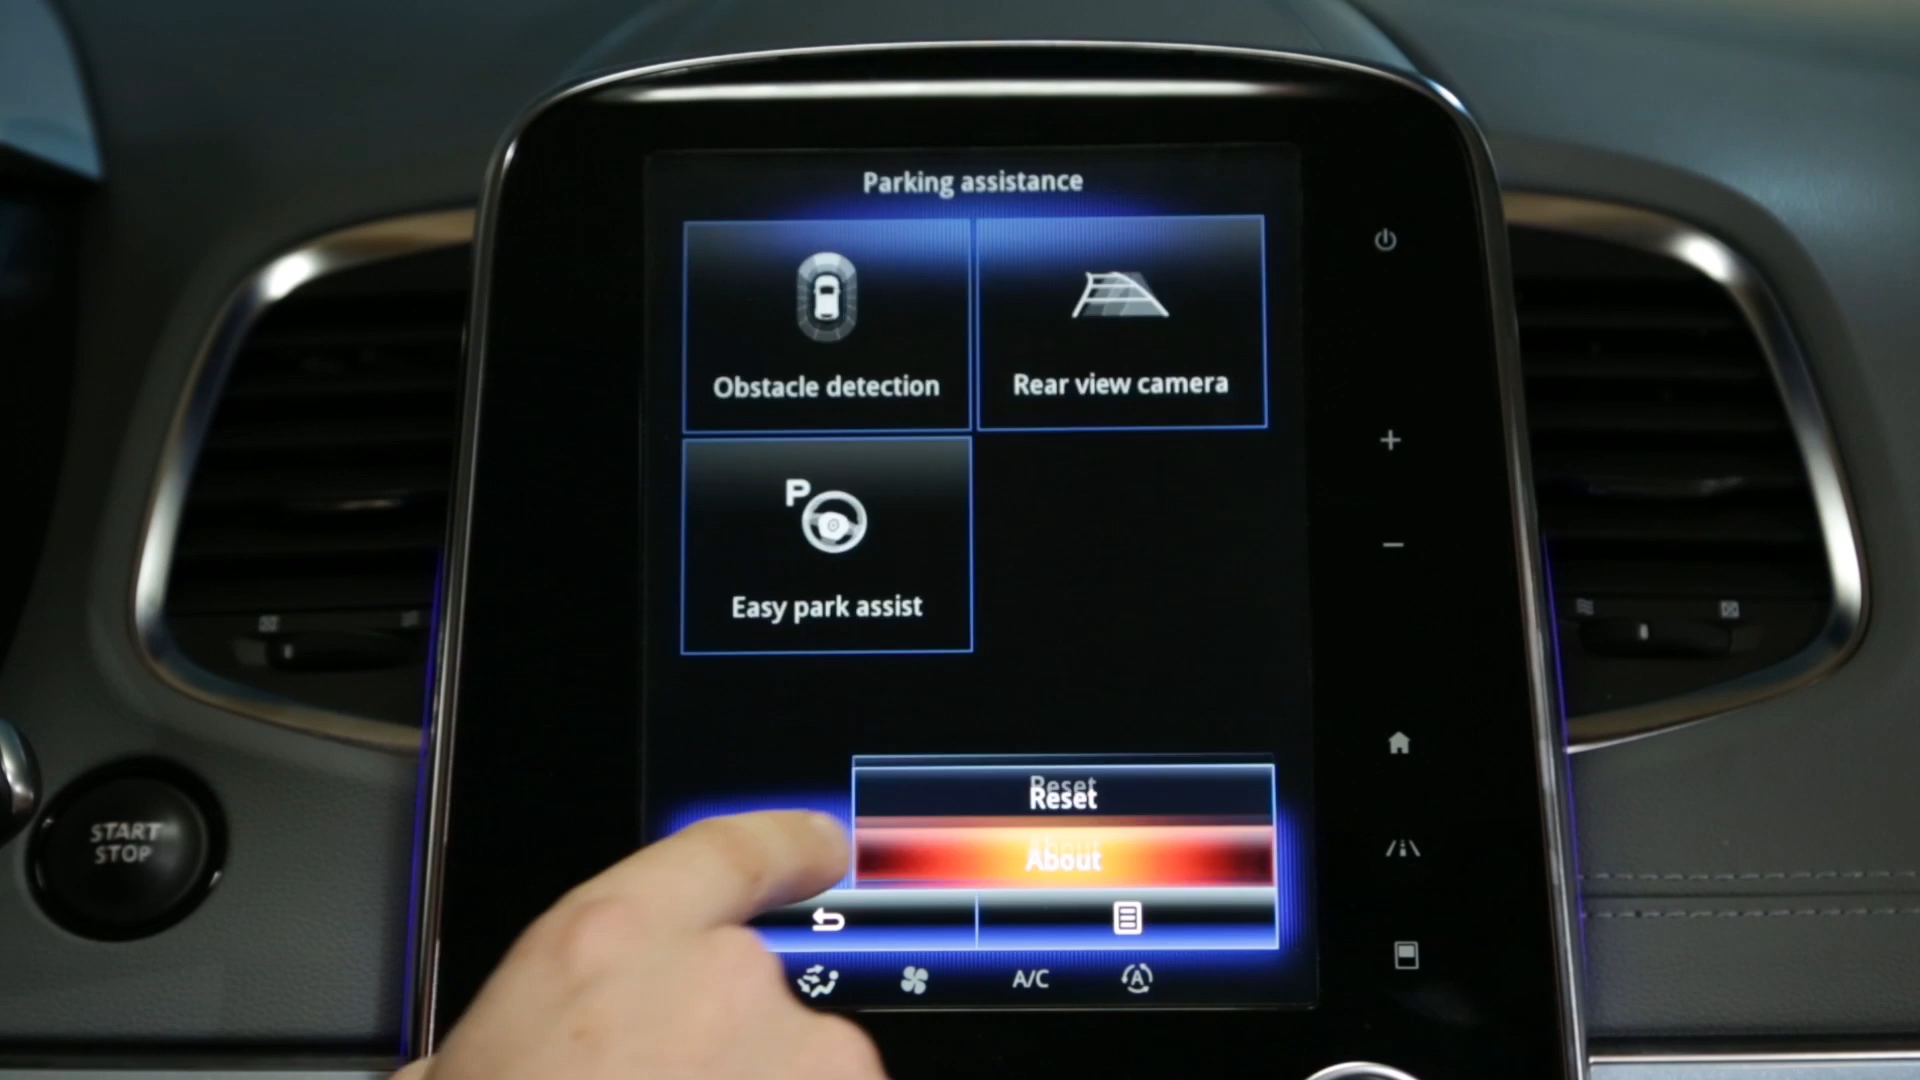 Parking assistance
Obstacle detection
Rear view camera
P
Easy park assist
Reset
About
START
STOP
A/C
A